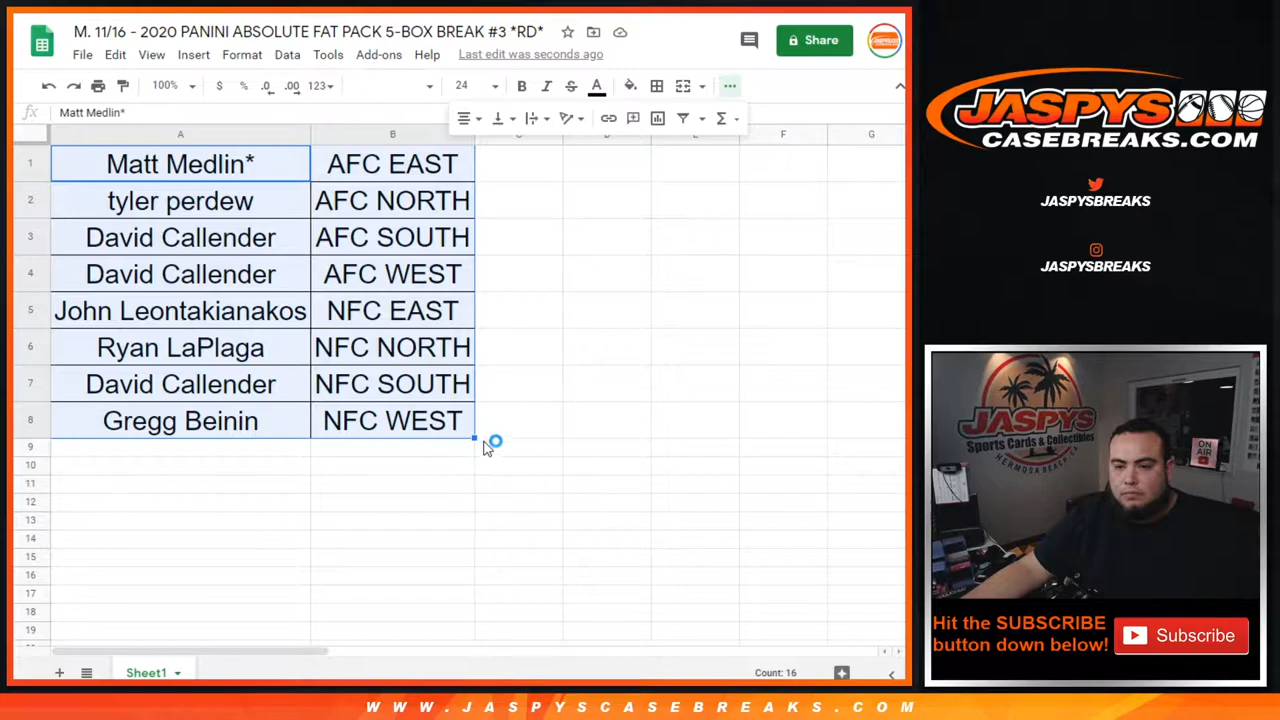 M. 11/16 - 2020 PANINI ABSOLUTE FAT PACK 5-BOX BREAK #3 *RD*
File Edit View Insert Format Data Tools Add-ons Help Last edit was seconds ago
Share
100% $ % .0 .00 123 24 B I S A
fx Matt Medlin*
A B C D E F G
1 Matt Medlin* AFC EAST
2 tyler perdew AFC NORTH
3 David Callender AFC SOUTH
4 David Callender AFC WEST
5 John Leontakianakos NFC EAST
6 Ryan LaPlaga NFC NORTH
7 David Callender NFC SOUTH
8 Gregg Beinin NFC WEST
9
10
11
12
13
14
15
16
17
18
19
Sheet1
Count: 16
JASPYS
CASEBREAKS.COM
JASPYSBREAKS
JASPYSBREAKS
JASPYS
Sports Cards & Collectibles
HERMOSA BEACH CA
ON AIR
Hit the SUBSCRIBE
button down below!
Subscribe
WWW.JASPYSCASEBREAKS.COM